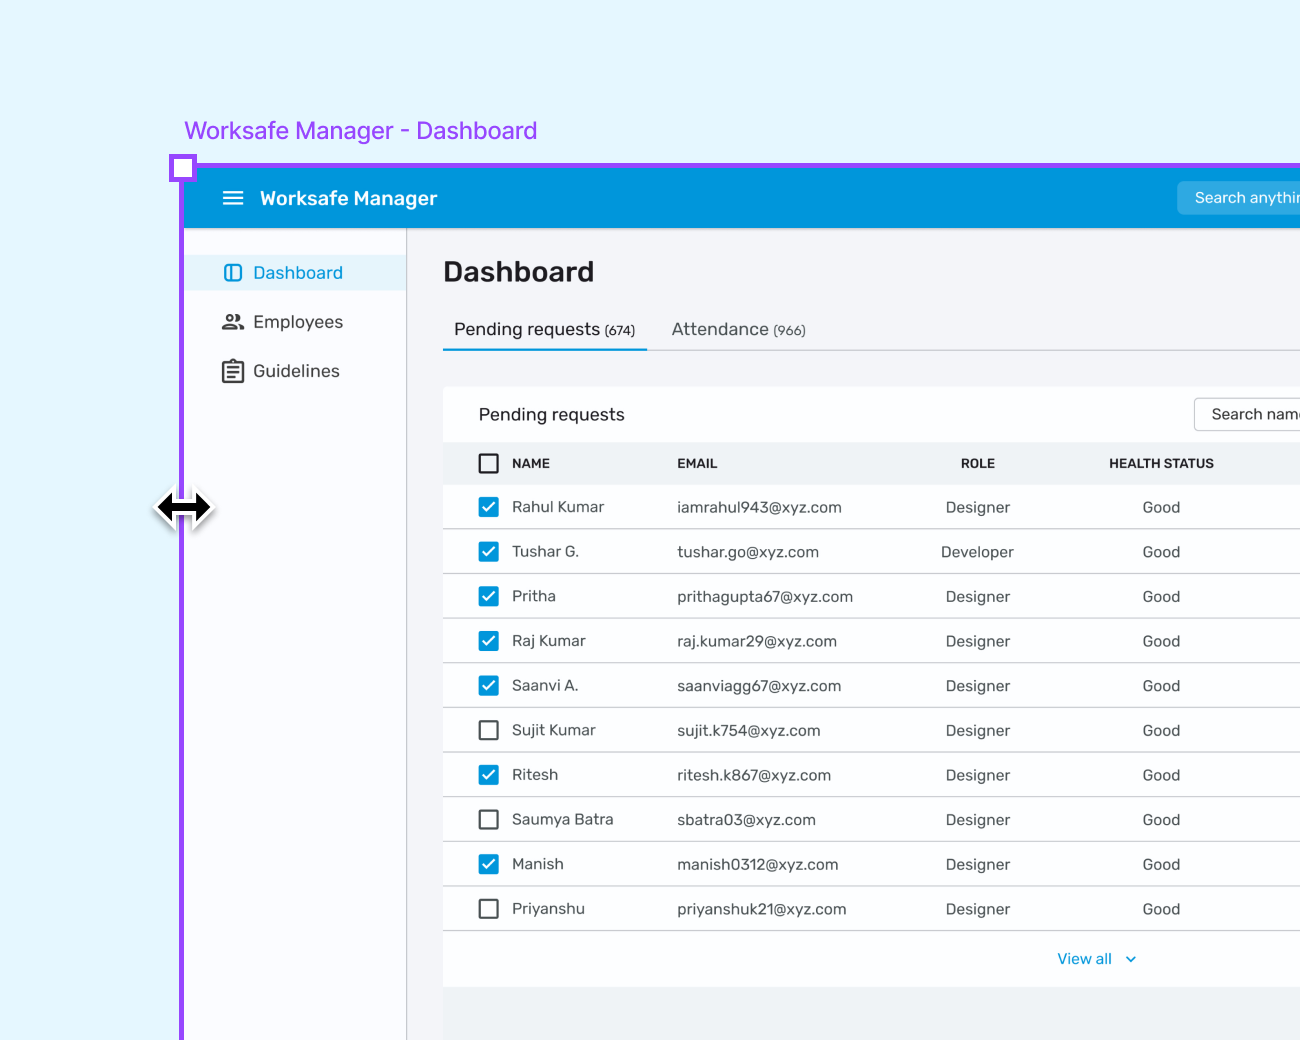 Worksafe Manager - Dashboard
Worksafe Manager
Search
Dashboard
Employees
Guidelines
Dashboard
Pending requests (674) Attendance (966)
Pending requests
Search
NAME EMAIL ROLE HEALTH STATUS
Rahul Kumar iamrahul943@xyz.com Designer Good
Tushar G. tushar.go@xyz.com Developer Good
Pritha prithagupta67@xyz.com Designer Good
Raj Kumar raj.kumar29@xyz.com Designer Good
Saanvi A. saanviagg67@xyz.com Designer Good
Sujit Kumar sujit.k754@xyz.com Designer Good
Ritesh ritesh.k867@xyz.com Designer Good
Saumya Batra sbatra03@xyz.com Designer Good
Manish manish0312@xyz.com Designer Good
Priyanshu priyanshuk21@xyz.com Designer Good
View all